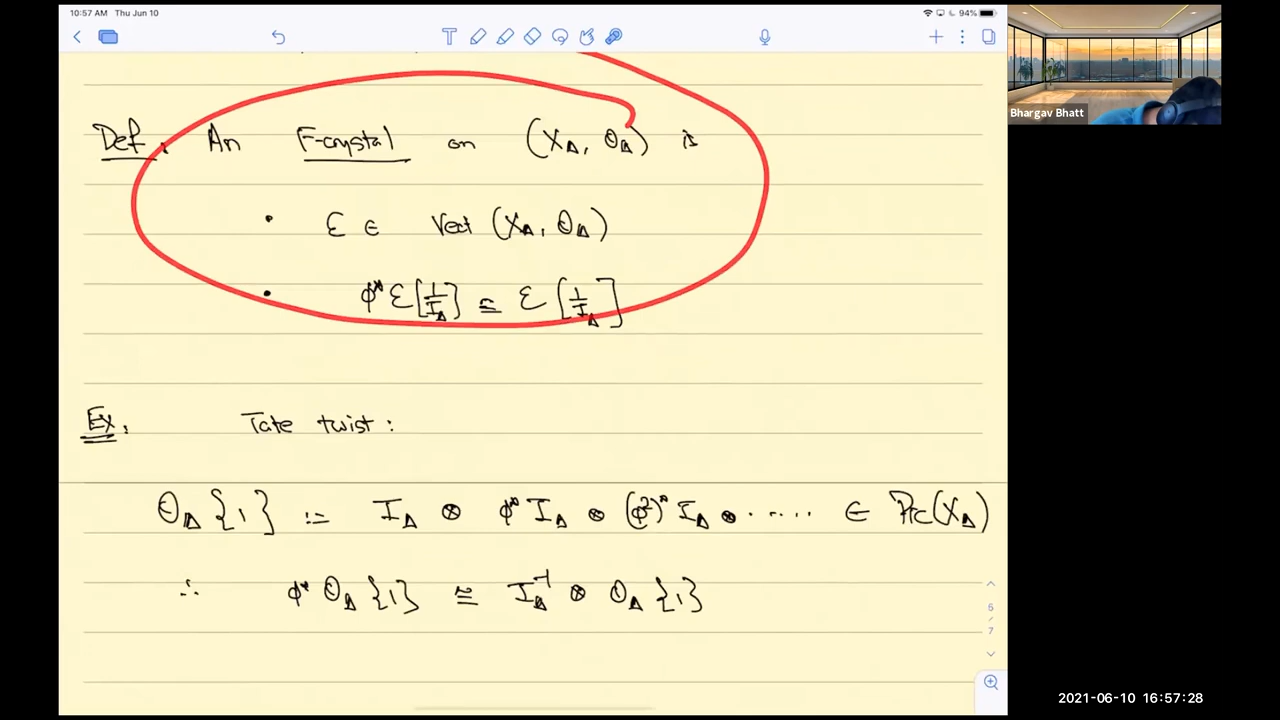 10:57 AM Thu Jun 10
94%
Bhargav Bhatt
Def. An F-crystal on (X_Δ, O_Δ) is
• ℰ ∈ Vect (X_Δ, O_Δ)
• ϕ*ℰ[1/I_Δ] ≅ ℰ[1/I_Δ]
Ex. Tate twist:
O_Δ{1} := I_Δ ⊗ ϕ*I_Δ ⊗ (ϕ²)*I_Δ ⊗ ..... ∈ Pic(X_Δ)
∴ ϕ*O_Δ{1} ≅ I_Δ⁻¹ ⊗ O_Δ{1}
6
/
7
2021-06-10 16:57:28